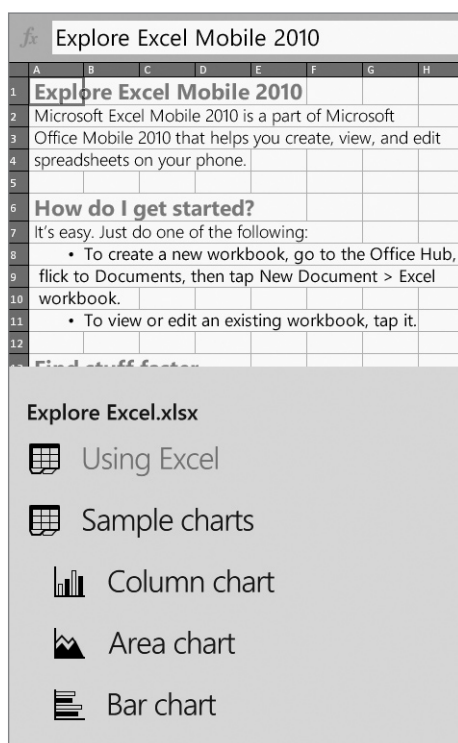 fx Explore Excel Mobile 2010
A B C D E F G H
1 Explore Excel Mobile 2010
2 Microsoft Excel Mobile 2010 is a part of Microsoft
3 Office Mobile 2010 that helps you create, view, and edit
4 spreadsheets on your phone.
5
6 How do I get started?
7 It's easy. Just do one of the following:
8 • To create a new workbook, go to the Office Hub,
9 flick to Documents, then tap New Document > Excel
10 workbook.
11 • To view or edit an existing workbook, tap it.
12
Find stuff faster
Explore Excel.xlsx
Using Excel
Sample charts
Column chart
Area chart
Bar chart